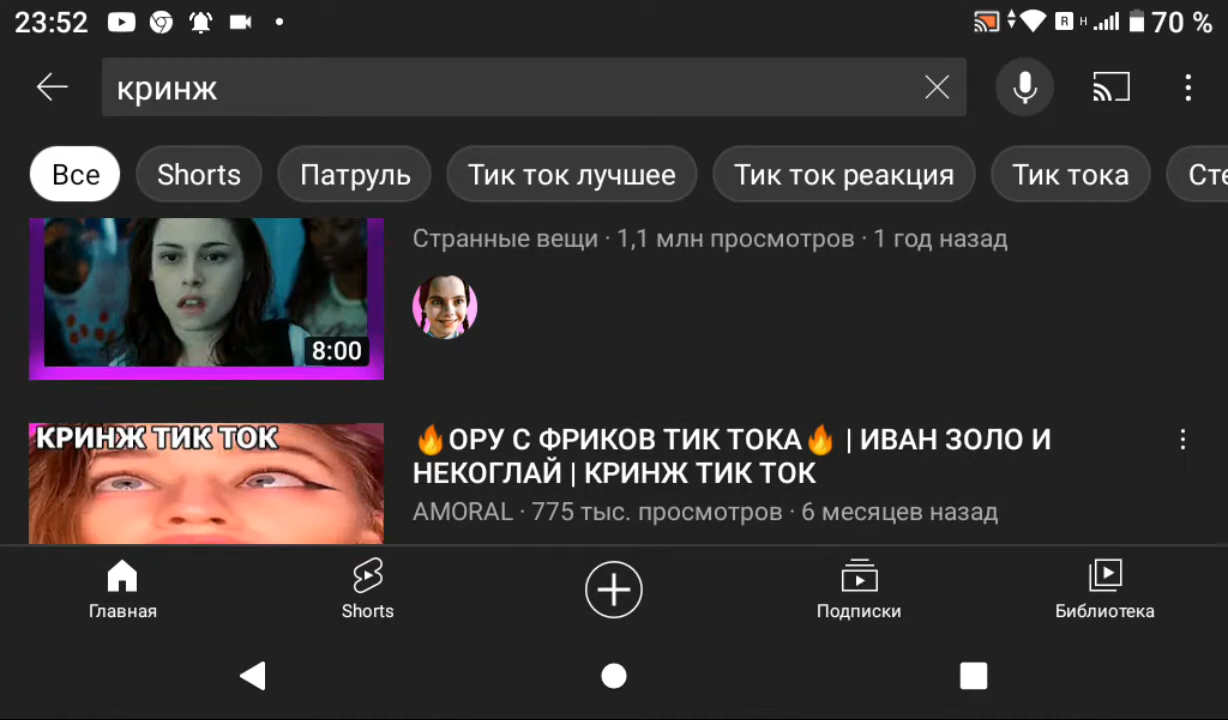 23:52
R H 70 %
кринж
Все Shorts Патруль Тик ток лучшее Тик ток реакция Тик тока Сте
Странные вещи · 1,1 млн просмотров · 1 год назад
8:00
КРИНЖ ТИК ТОК
🔥ОРУ С ФРИКОВ ТИК ТОКА🔥 | ИВАН ЗОЛО И
НЕКОГЛАЙ | КРИНЖ ТИК ТОК
AMORAL · 775 тыс. просмотров · 6 месяцев назад
Главная Shorts Подписки Библиотека